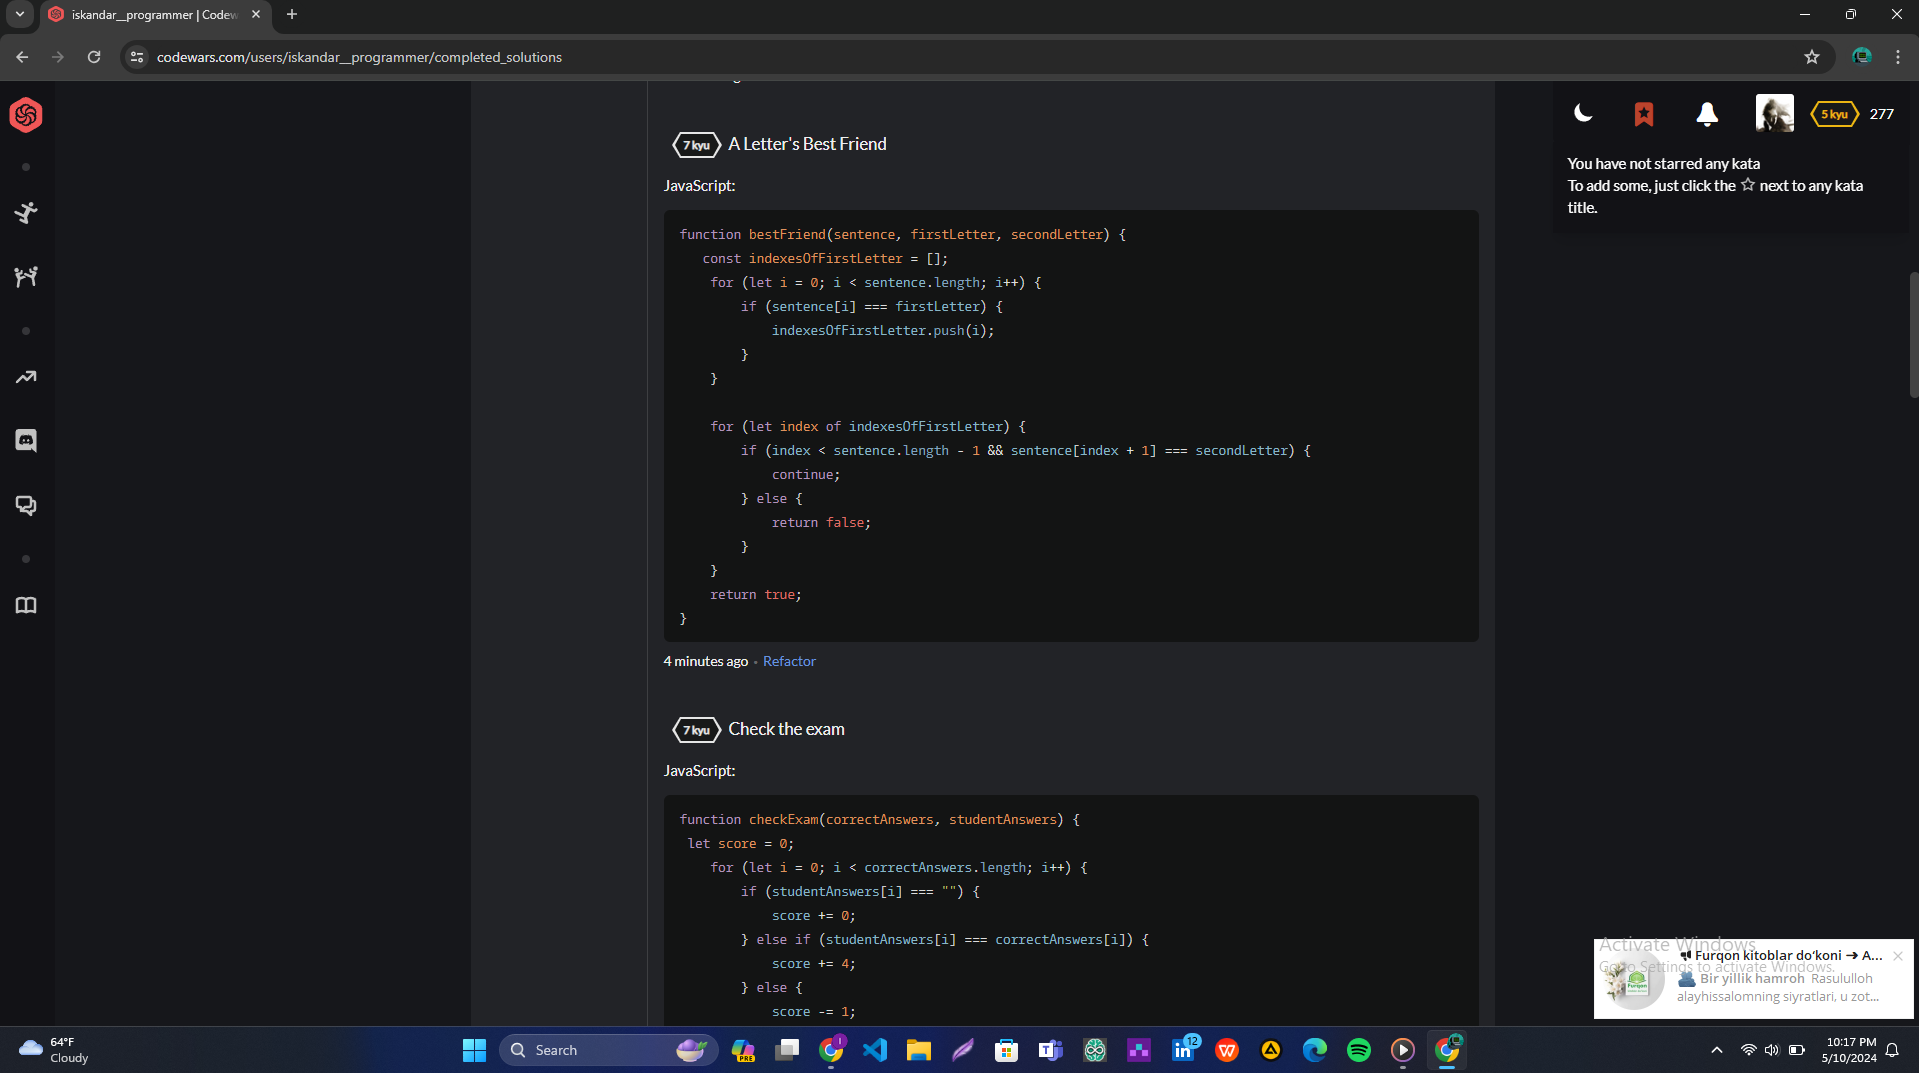 iskandar__programmer | Codew
codewars.com/users/iskandar__programmer/completed_solutions
5 kyu 277
You have not starred any kata
To add some, just click the ☆ next to any kata
title.
7 kyu A Letter's Best Friend
JavaScript:
function bestFriend(sentence, firstLetter, secondLetter) {
const indexesOfFirstLetter = [];
for (let i = 0; i < sentence.length; i++) {
if (sentence[i] === firstLetter) {
indexesOfFirstLetter.push(i);
}
}
for (let index of indexesOfFirstLetter) {
if (index < sentence.length - 1 && sentence[index + 1] === secondLetter) {
continue;
} else {
return false;
}
}
return true;
}
4 minutes ago · Refactor
7 kyu Check the exam
JavaScript:
function checkExam(correctAnswers, studentAnswers) {
let score = 0;
for (let i = 0; i < correctAnswers.length; i++) {
if (studentAnswers[i] === "") {
score += 0;
} else if (studentAnswers[i] === correctAnswers[i]) {
score += 4;
} else {
score -= 1;
Activate Windows
Go to Settings to activate Windows.
Furqon kitoblar do‘koni ➔ A...
Bir yillik hamroh Rasululloh
alayhissalomning siyratlari, u zot...
64°F
Cloudy
Search
PRE
12
10:17 PM
5/10/2024